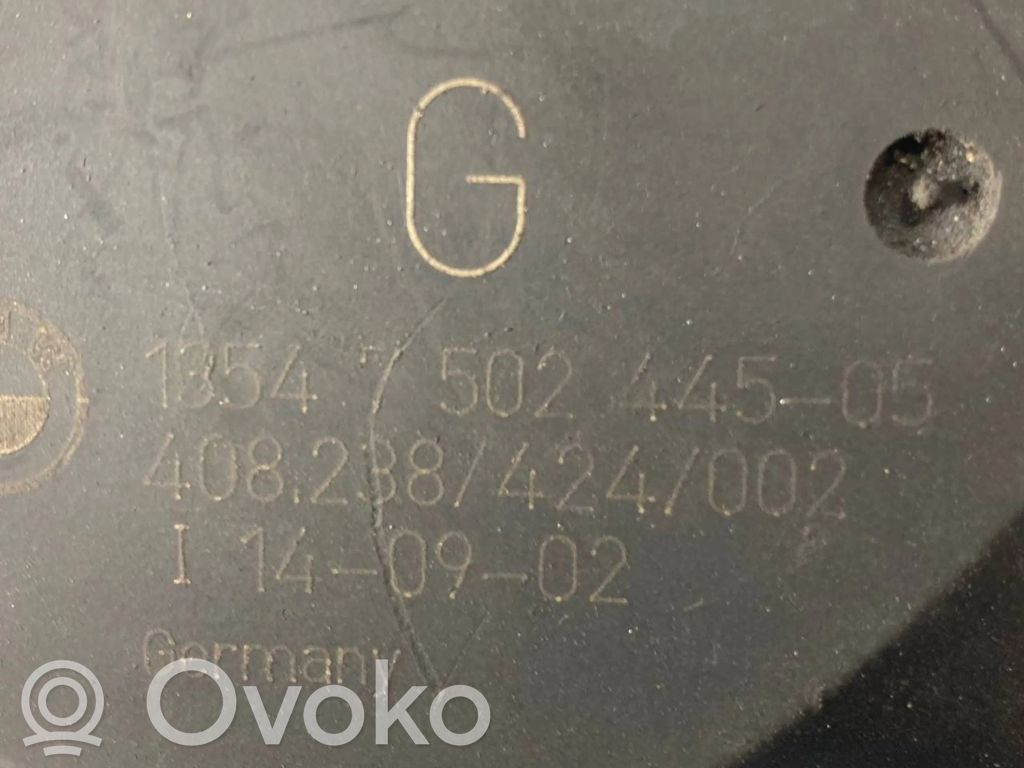 G
1354 7 502 445-05
408.238/424/002
I 14-09-02
Germany
Ovoko